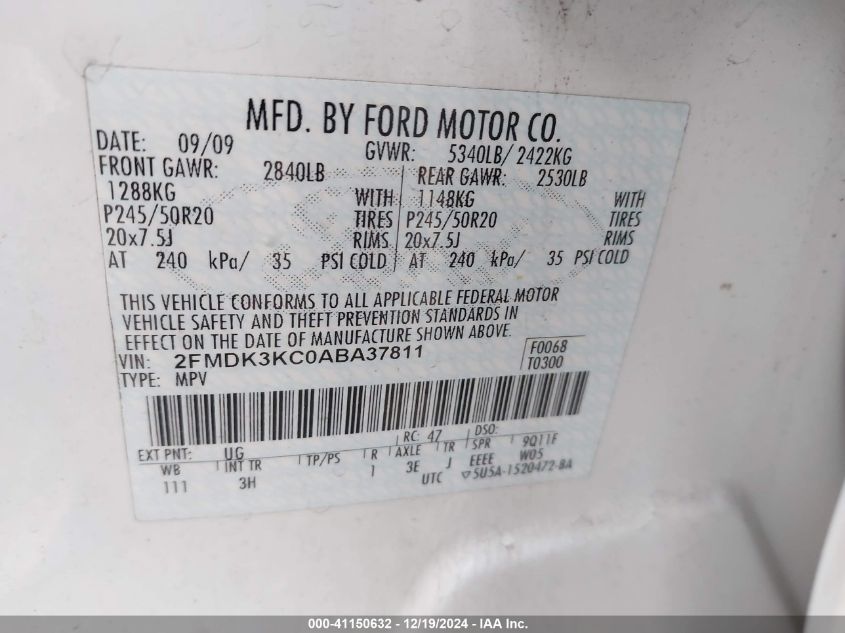 MFD. BY FORD MOTOR CO.
DATE: 09/09 GVWR: 5340LB/ 2422KG
FRONT GAWR: 2840LB REAR GAWR: 2530LB
1288KG WITH 1148KG WITH
P245/50R20 TIRES P245/50R20 TIRES
20x7.5J RIMS 20x7.5J RIMS
AT 240 kPa/ 35 PSI COLD AT 240 kPa/ 35 PSI COLD
THIS VEHICLE CONFORMS TO ALL APPLICABLE FEDERAL MOTOR
VEHICLE SAFETY AND THEFT PREVENTION STANDARDS IN
EFFECT ON THE DATE OF MANUFACTURE SHOWN ABOVE.
VIN: 2FMDK3KC0ABA37811 F0068
TYPE: MPV T0300
EXT PNT: UG RC: 47 DSO:
WB INT TR TP/PS R AXLE TR SPR 9Q11F
111 3H 1 3E J EEEE W05
UTC ▽5U5A-1520472-BA
000-41150632 - 12/19/2024 - IAA Inc.